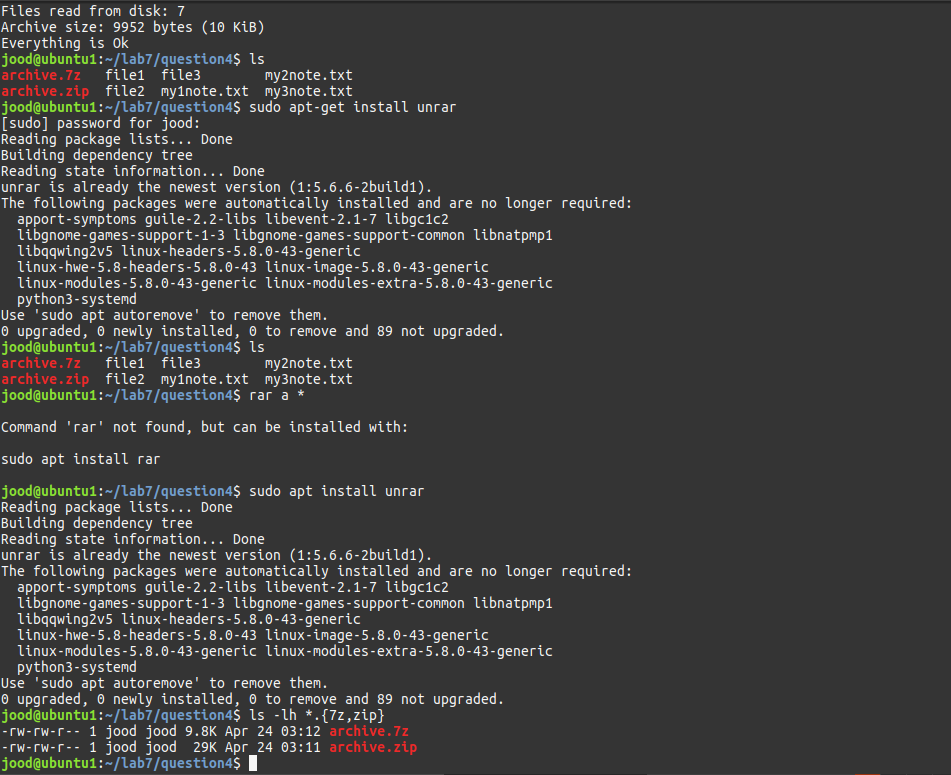 Files read from disk: 7
Archive size: 9952 bytes (10 KiB)
Everything is Ok
jood@ubuntu1:~/lab7/question4$ ls
archive.7z   file1  file3        my2note.txt
archive.zip  file2  my1note.txt  my3note.txt
jood@ubuntu1:~/lab7/question4$ sudo apt-get install unrar
[sudo] password for jood:
Reading package lists... Done
Building dependency tree
Reading state information... Done
unrar is already the newest version (1:5.6.6-2build1).
The following packages were automatically installed and are no longer required:
  apport-symptoms guile-2.2-libs libevent-2.1-7 libgc1c2
  libgnome-games-support-1-3 libgnome-games-support-common libnatpmp1
  libqqwing2v5 linux-headers-5.8.0-43-generic
  linux-hwe-5.8-headers-5.8.0-43 linux-image-5.8.0-43-generic
  linux-modules-5.8.0-43-generic linux-modules-extra-5.8.0-43-generic
  python3-systemd
Use 'sudo apt autoremove' to remove them.
0 upgraded, 0 newly installed, 0 to remove and 89 not upgraded.
jood@ubuntu1:~/lab7/question4$ ls
archive.7z   file1  file3        my2note.txt
archive.zip  file2  my1note.txt  my3note.txt
jood@ubuntu1:~/lab7/question4$ rar a *
Command 'rar' not found, but can be installed with:
sudo apt install rar
jood@ubuntu1:~/lab7/question4$ sudo apt install unrar
Reading package lists... Done
Building dependency tree
Reading state information... Done
unrar is already the newest version (1:5.6.6-2build1).
The following packages were automatically installed and are no longer required:
  apport-symptoms guile-2.2-libs libevent-2.1-7 libgc1c2
  libgnome-games-support-1-3 libgnome-games-support-common libnatpmp1
  libqqwing2v5 linux-headers-5.8.0-43-generic
  linux-hwe-5.8-headers-5.8.0-43 linux-image-5.8.0-43-generic
  linux-modules-5.8.0-43-generic linux-modules-extra-5.8.0-43-generic
  python3-systemd
Use 'sudo apt autoremove' to remove them.
0 upgraded, 0 newly installed, 0 to remove and 89 not upgraded.
jood@ubuntu1:~/lab7/question4$ ls -lh *.{7z,zip}
-rw-rw-r-- 1 jood jood 9.8K Apr 24 03:12 archive.7z
-rw-rw-r-- 1 jood jood  29K Apr 24 03:11 archive.zip
jood@ubuntu1:~/lab7/question4$